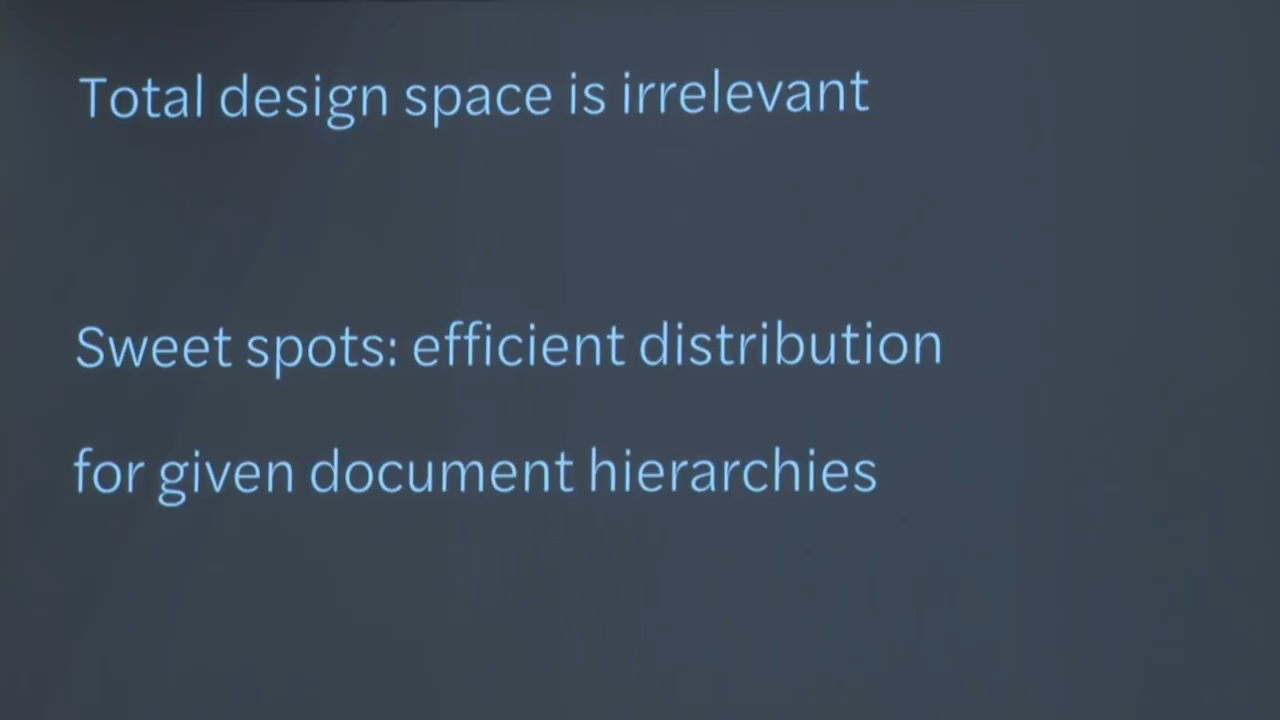 Total design space is irrelevant
Sweet spots: efficient distribution
for given document hierarchies